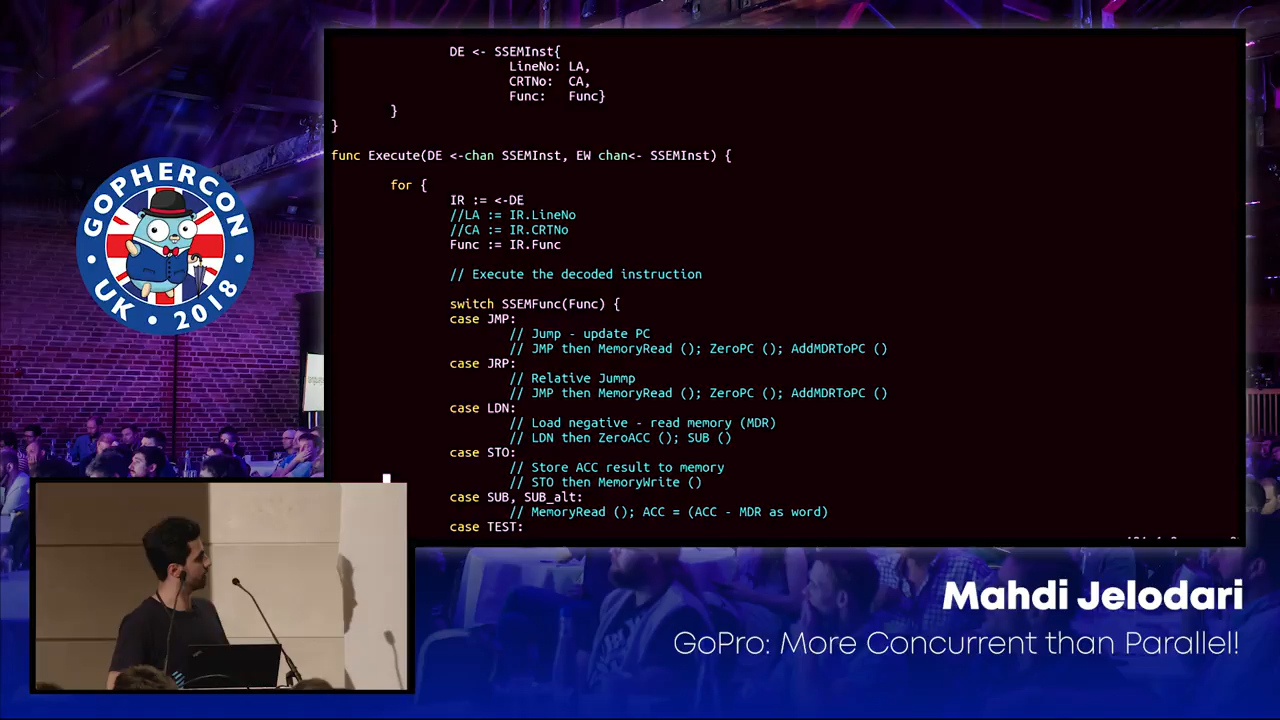 GOPHERCON
UK • 2018
DE <- SSEMInst{
LineNo: LA,
CRTNo: CA,
Func: Func}
}
}
func Execute(DE <-chan SSEMInst, EW chan<- SSEMInst) {
for {
IR := <-DE
//LA := IR.LineNo
//CA := IR.CRTNo
Func := IR.Func
// Execute the decoded instruction
switch SSEMFunc(Func) {
case JMP:
// Jump - update PC
// JMP then MemoryRead (); ZeroPC (); AddMDRToPC ()
case JRP:
// Relative Jummp
// JMP then MemoryRead (); ZeroPC (); AddMDRToPC ()
case LDN:
// Load negative - read memory (MDR)
// LDN then ZeroACC (); SUB ()
case STO:
// Store ACC result to memory
// STO then MemoryWrite ()
case SUB, SUB_alt:
// MemoryRead (); ACC = (ACC - MDR as word)
case TEST:
Mahdi Jelodari
GoPro: More Concurrent than Parallel!